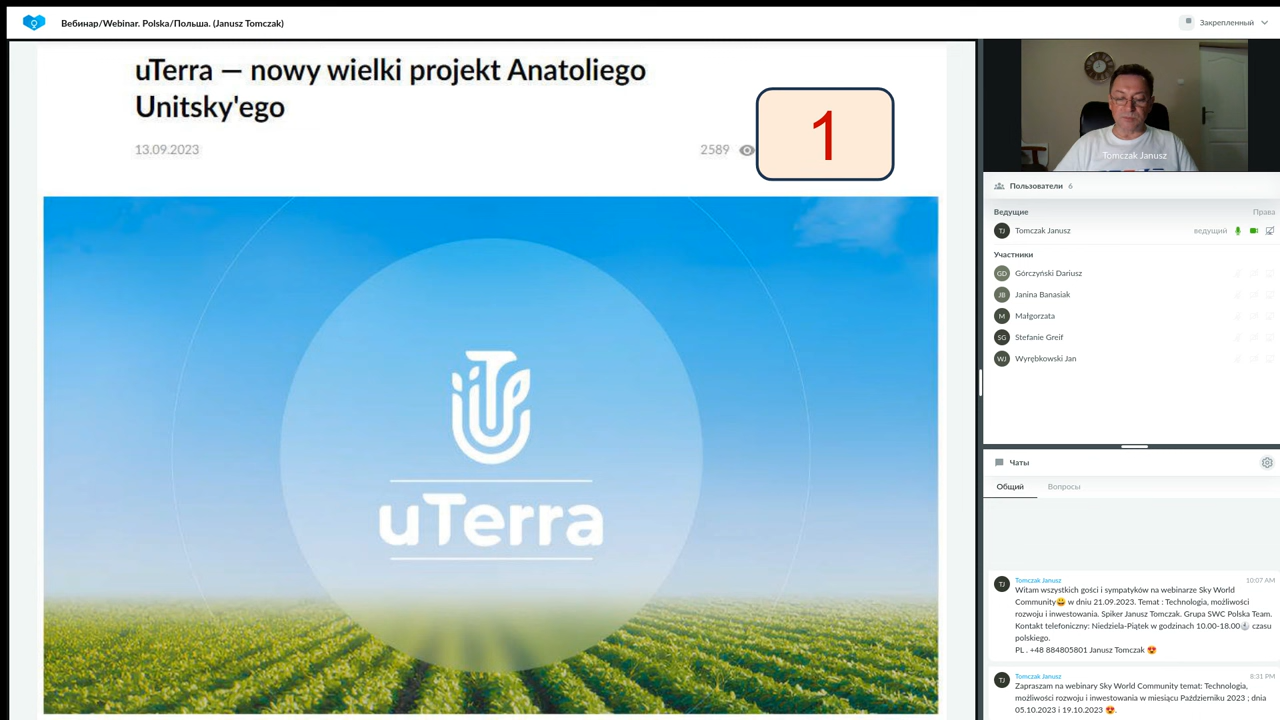 Вебинар/Webinar. Polska/Польша. (Janusz Tomczak)
Закрепленный
uTerra — nowy wielki projekt Anatoliego
Unitsky'ego
13.09.2023
2589
1
uTerra
Tomczak Janusz
Пользователи 6
Ведущие
Права
TJ
Tomczak Janusz
ведущий
Участники
GD
Górczyński Dariusz
JB
Janina Banasiak
M
Małgorzata
SG
Stefanie Greif
WJ
Wyrębkowski Jan
Чаты
Общий
Вопросы
TJ
Tomczak Janusz
10:07 AM
Witam wszystkich gości i sympatyków na webinarze Sky World
Community😀 w dniu 21.09.2023. Temat : Technologia, możliwości
rozwoju i inwestowania. Spiker Janusz Tomczak. Grupa SWC Polska Team.
Kontakt telefoniczny: Niedziela-Piątek w godzinach 10.00-18.00 czasu
polskiego.
PL . +48 884805801 Janusz Tomczak 😍
TJ
Tomczak Janusz
8:31 PM
Zapraszam na webinary Sky World Community temat: Technologia,
możliwości rozwoju i inwestowania w miesiącu Październiku 2023 ; dnia
05.10.2023 i 19.10.2023 😍.